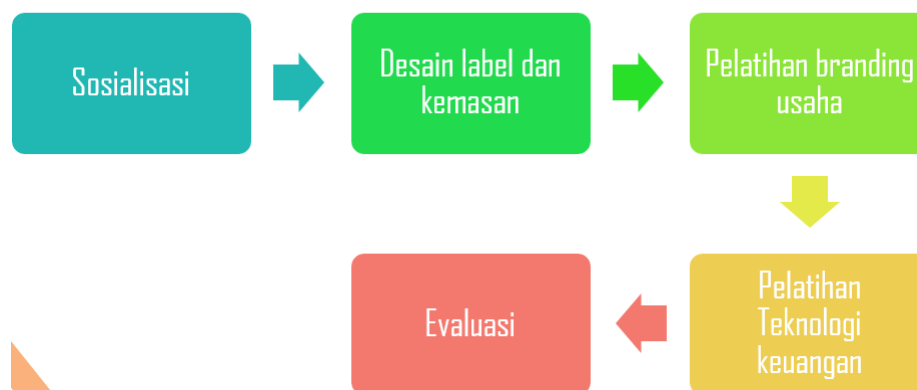 Sosialisasi
Desain label dan
kemasan
Pelatihan branding
usaha
Pelatihan
Teknologi
keuangan
Evaluasi